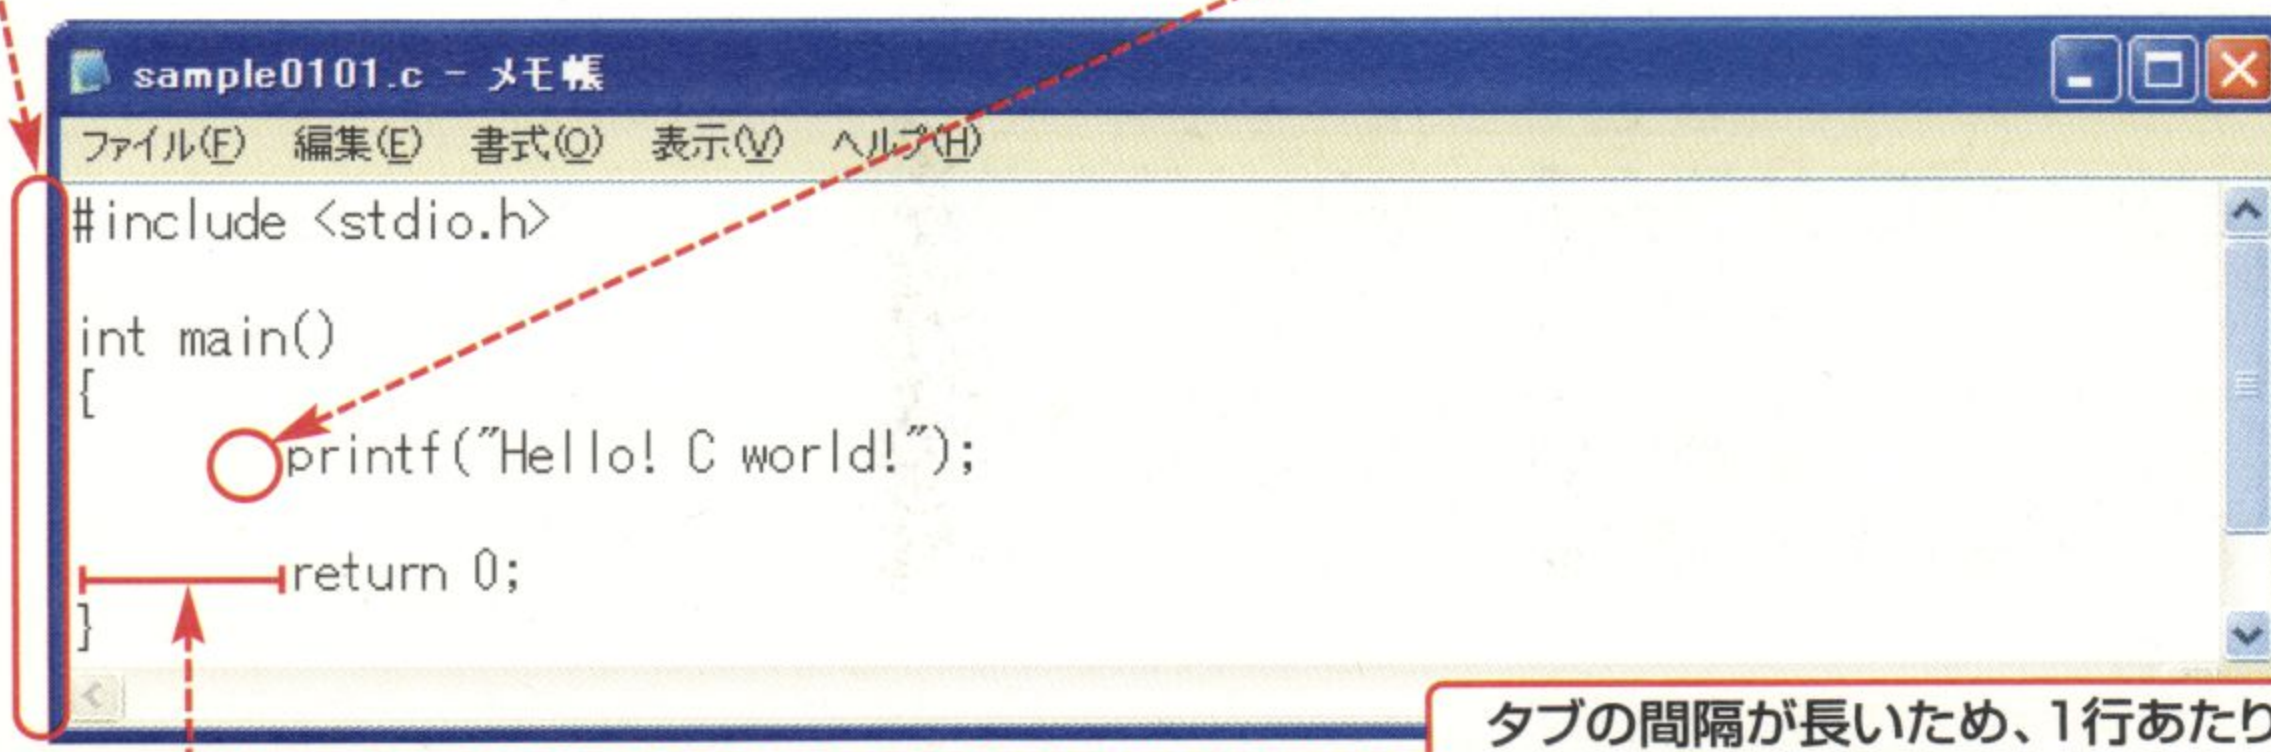 sample0101.c - メモ帳
ファイル(F) 編集(E) 書式(O) 表示(V) ヘルプ(H)
#include <stdio.h>
int main()
{
printf("Hello! C world!");
return 0;
}
タブの間隔が長いため、1行あたり